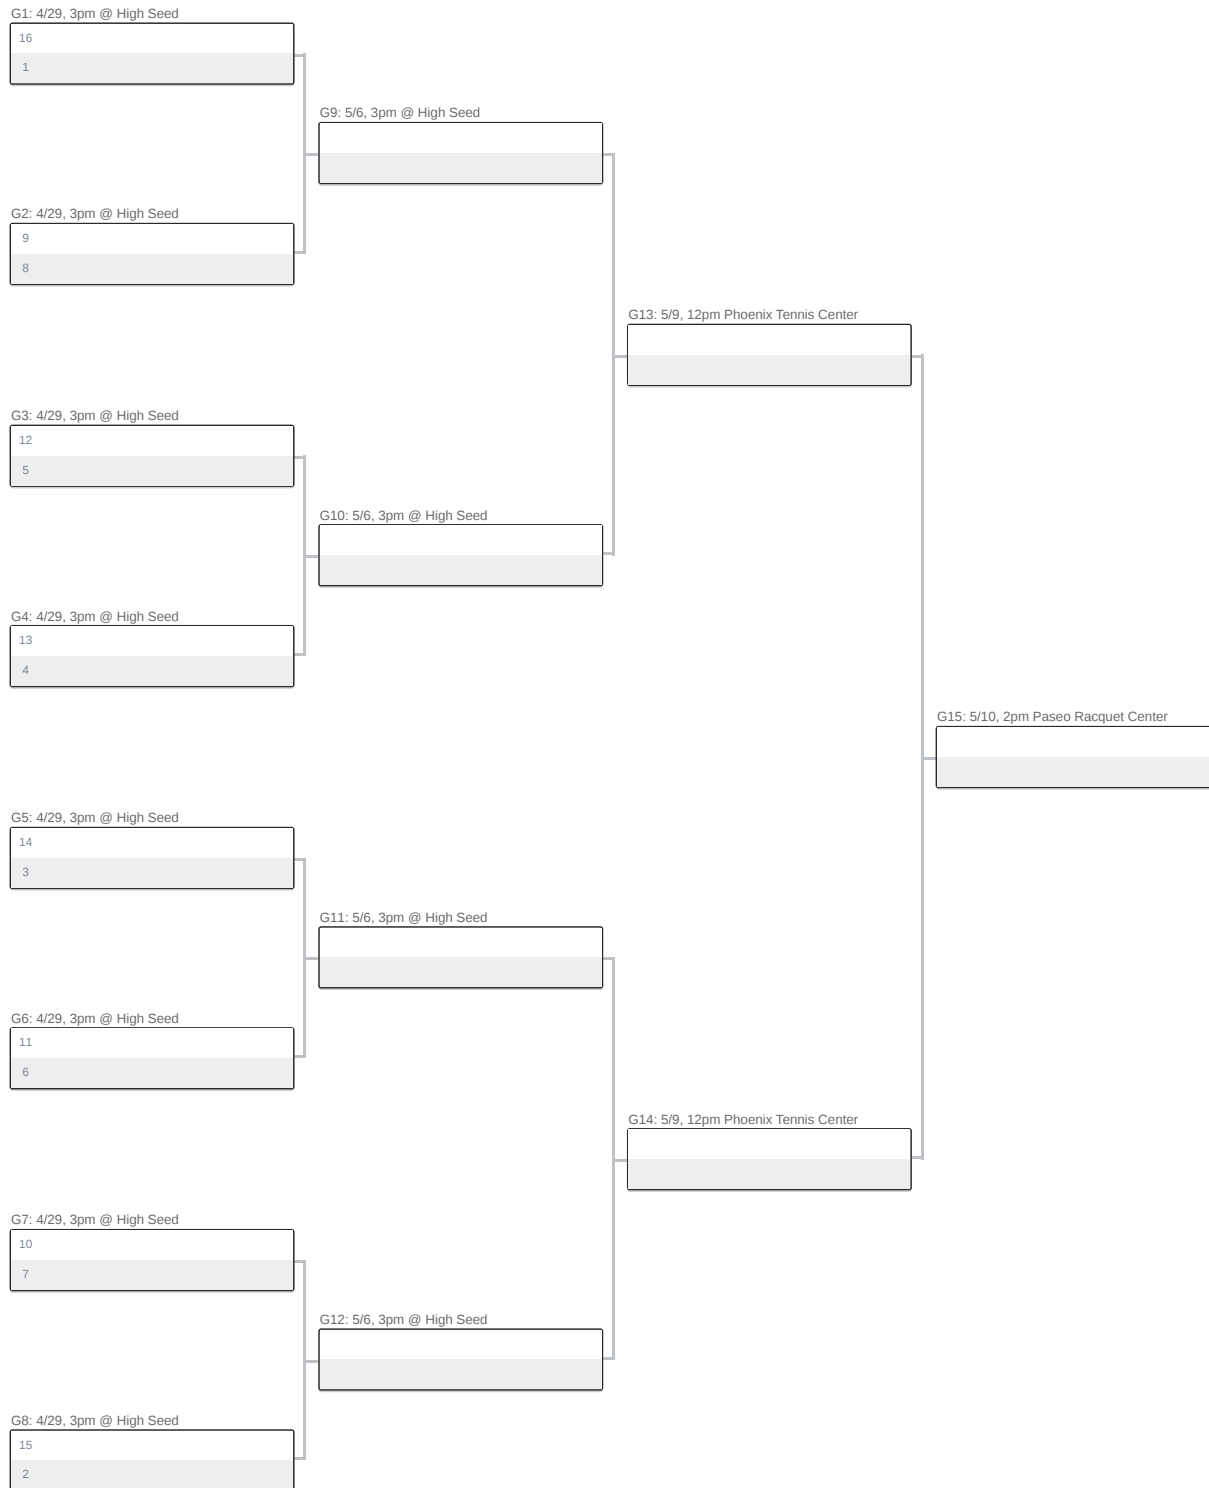 G1: 4/29, 3pm @ High Seed
16
1
G9: 5/6, 3pm @ High Seed
G2: 4/29, 3pm @ High Seed
9
8
G13: 5/9, 12pm Phoenix Tennis Center
G3: 4/29, 3pm @ High Seed
12
5
G10: 5/6, 3pm @ High Seed
G4: 4/29, 3pm @ High Seed
13
4
G15: 5/10, 2pm Paseo Racquet Center
G5: 4/29, 3pm @ High Seed
14
3
G11: 5/6, 3pm @ High Seed
G6: 4/29, 3pm @ High Seed
11
6
G14: 5/9, 12pm Phoenix Tennis Center
G7: 4/29, 3pm @ High Seed
10
7
G12: 5/6, 3pm @ High Seed
G8: 4/29, 3pm @ High Seed
15
2